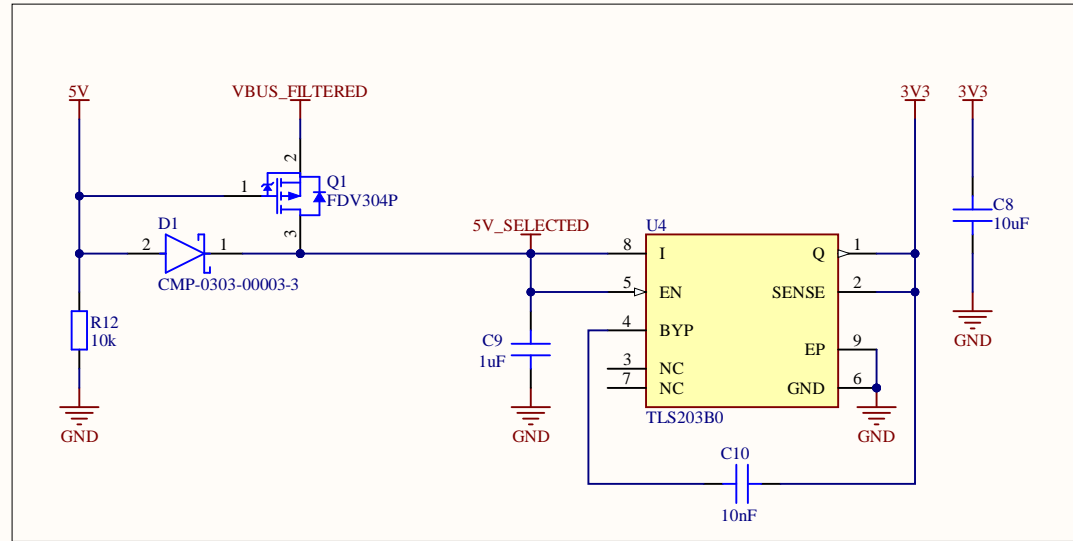 5V
VBUS_FILTERED
3V3
3V3
2
1
Q1
FDV304P
D1
3
5V_SELECTED
U4
C8
10uF
2
1
8
I
Q
1
CMP-0303-00003-3
5
EN
SENSE
2
R12
10k
4
BYP
C9
1uF
EP
9
GND
3
NC
7
NC
GND
6
GND
GND
TLS203B0
GND
C10
10nF